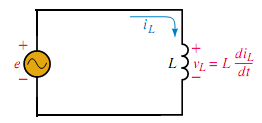 i_L
+ e −
L
+ v_L = L di_L/dt −